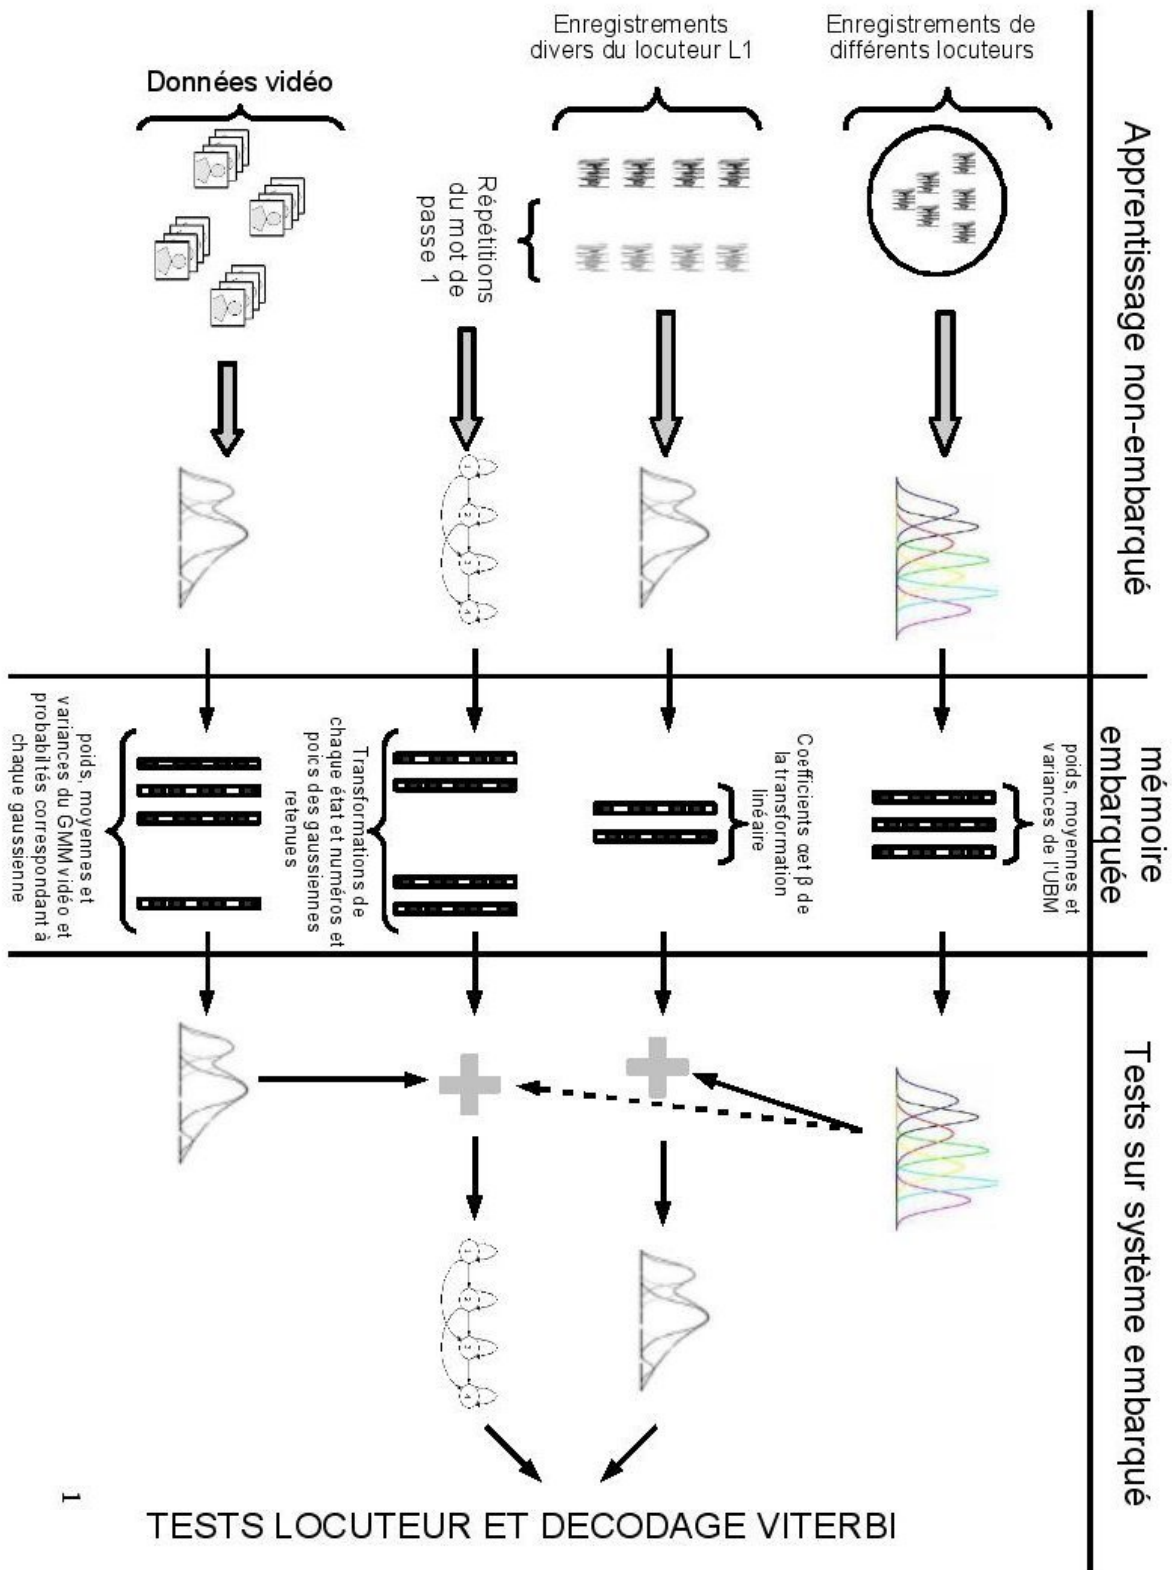 Enregistrements
divers du locuteur L1
Enregistrements de
différents locuteurs
Données vidéo
Répétitions
du mot de
passe 1
Apprentissage non-embarqué
poids, moyennes et
variances du GMM vidéo et
probabiltés correspondant à
chaque gaussienne
Transformations de
chaque état et numéros et
poics des gaussiennes
retenues
Coefficients αet β de
la transformation
linéaire
poids, moyennes et
variances de l'UBM
mémoire
embarquée
Tests sur système embarqué
1
TESTS LOCUTEUR ET DECODAGE VITERBI